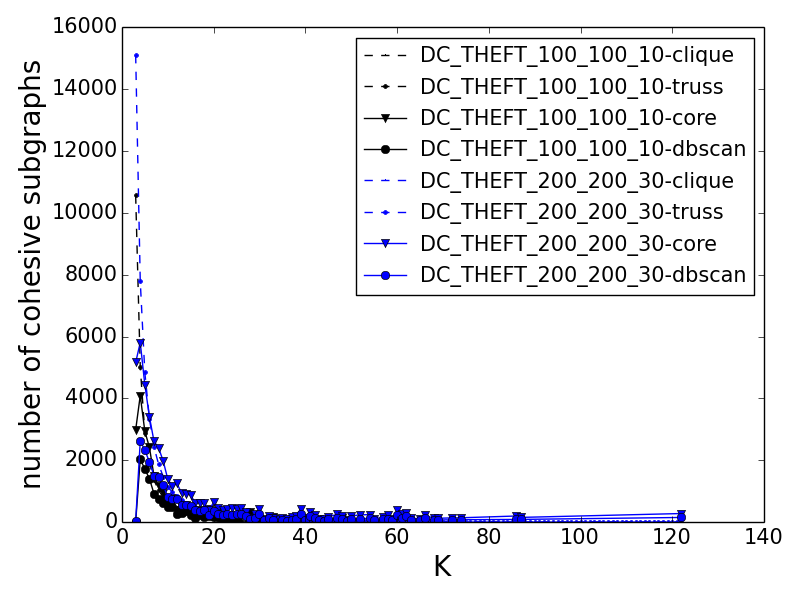 16000
14000
12000
10000
8000
6000
4000
2000
0
number of cohesive subgraphs
DC_THEFT_100_100_10-clique
DC_THEFT_100_100_10-truss
DC_THEFT_100_100_10-core
DC_THEFT_100_100_10-dbscan
DC_THEFT_200_200_30-clique
DC_THEFT_200_200_30-truss
DC_THEFT_200_200_30-core
DC_THEFT_200_200_30-dbscan
0 20 40 60 80 100 120 140
K